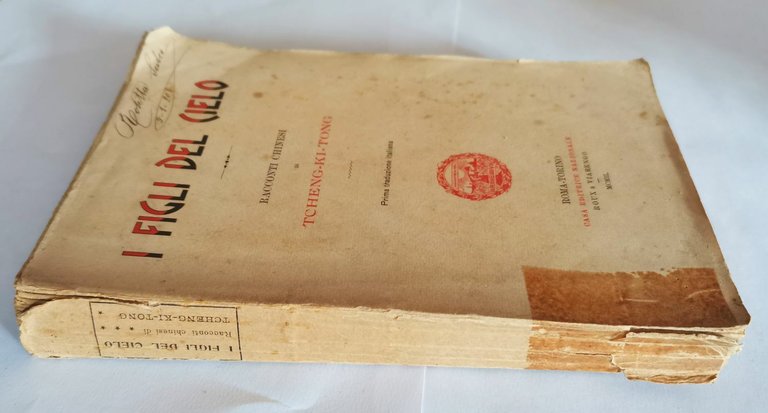 I FIGLI DEL CIELO
RACCONTI CHINESI
DI
TCHENG-KI-TONG
Prima traduzione italiana
ROMA-TORINO
CASA EDITRICE NAZIONALE
ROUX E VIARENGO
I FIGLI DEL CIELO
Racconti chinesi di
TCHENG-KI-TONG